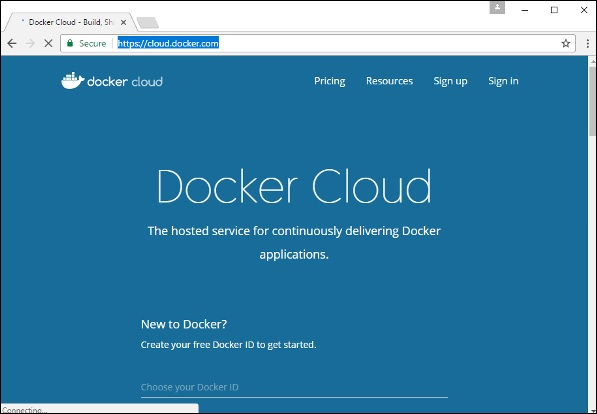 Docker Cloud - Build, Sh
Secure
https://cloud.docker.com
docker cloud
Pricing
Resources
Sign up
Sign in
Docker Cloud
The hosted service for continuously delivering Docker
applications.
New to Docker?
Create your free Docker ID to get started.
Choose your Docker ID
Connecting...